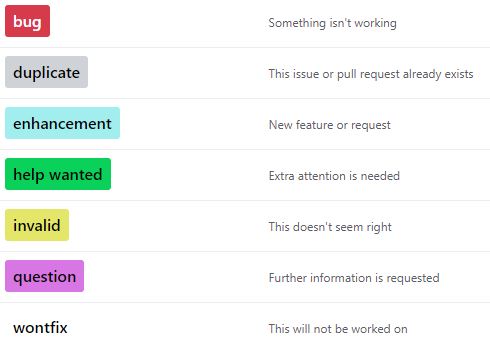 bug Something isn't working
duplicate This issue or pull request already exists
enhancement New feature or request
help wanted Extra attention is needed
invalid This doesn't seem right
question Further information is requested
wontfix This will not be worked on